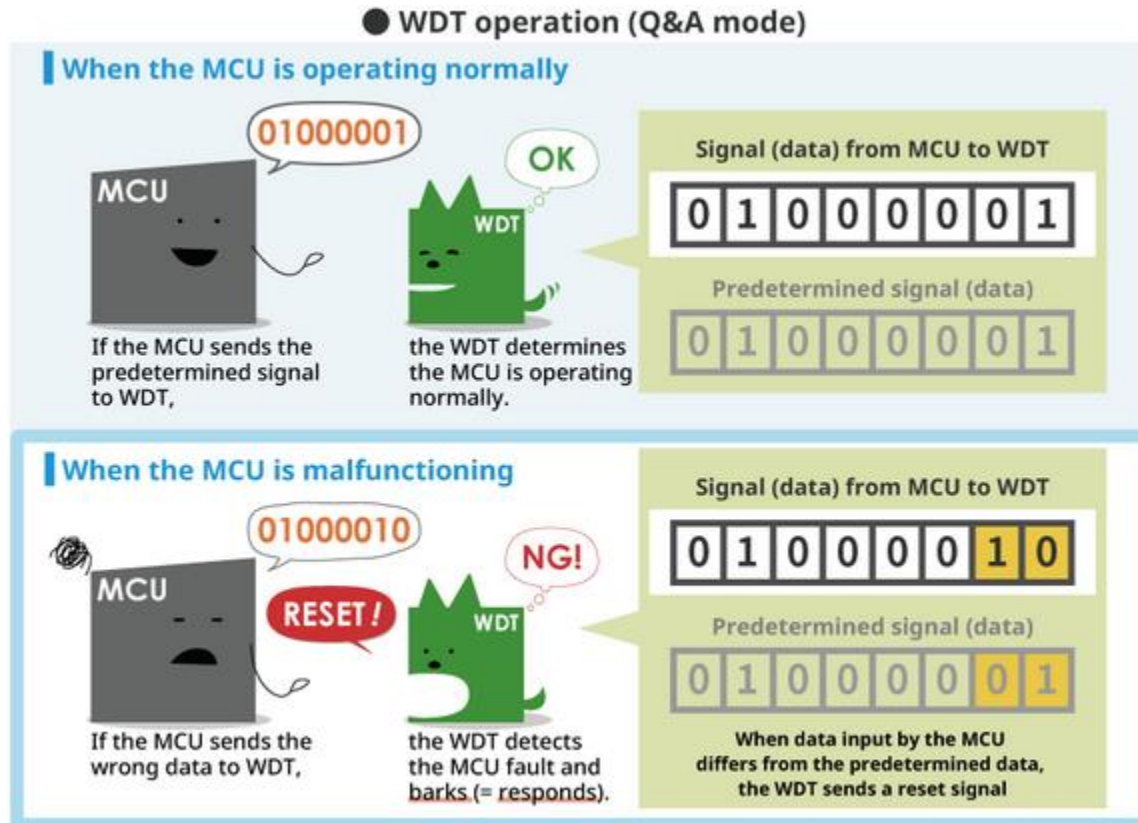 ● WDT operation (Q&A mode)
When the MCU is operating normally
01000001
MCU
OK
WDT
If the MCU sends the
predetermined signal
to WDT,
the WDT determines
the MCU is operating
normally.
Signal (data) from MCU to WDT
0 1 0 0 0 0 0 1
Predetermined signal (data)
0 1 0 0 0 0 0 1
When the MCU is malfunctioning
01000010
MCU
RESET!
NG!
WDT
If the MCU sends the
wrong data to WDT,
the WDT detects
the MCU fault and
barks (= responds).
Signal (data) from MCU to WDT
0 1 0 0 0 0 1 0
Predetermined signal (data)
0 1 0 0 0 0 0 1
When data input by the MCU
differs from the predetermined data,
the WDT sends a reset signal